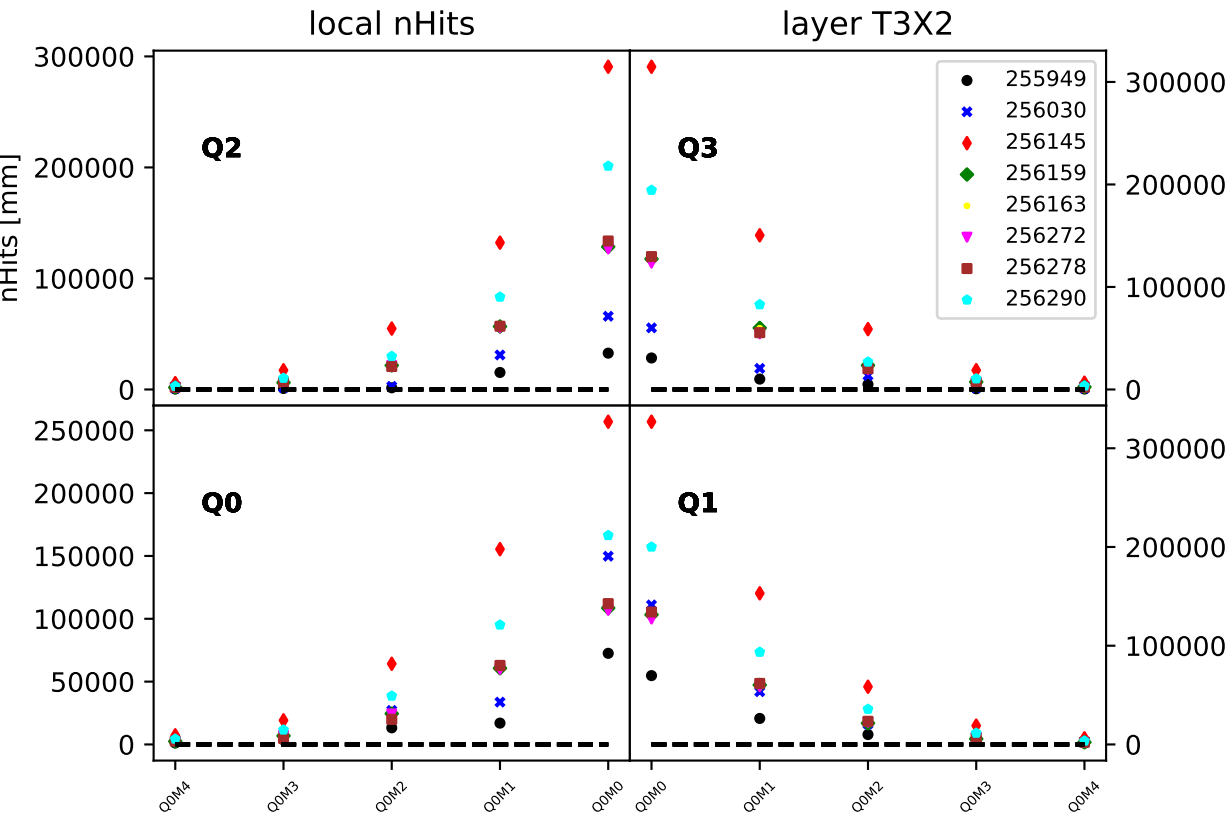 local nHits
layer T3X2
nHits [mm]
300000
200000
100000
0
Q2
Q3
255949
256030
256145
256159
256163
256272
256278
256290
300000
200000
100000
0
250000
200000
150000
100000
50000
0
Q0
Q1
300000
200000
100000
0
Q0M4
Q0M3
Q0M2
Q0M1
Q0M0
Q0M0
Q0M1
Q0M2
Q0M3
Q0M4